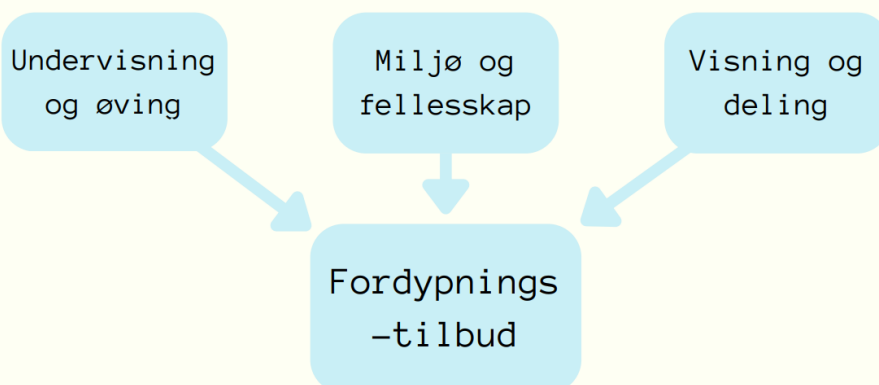 Undervisning
og øving
Miljø og
fellesskap
Visning og
deling
Fordypnings
-tilbud